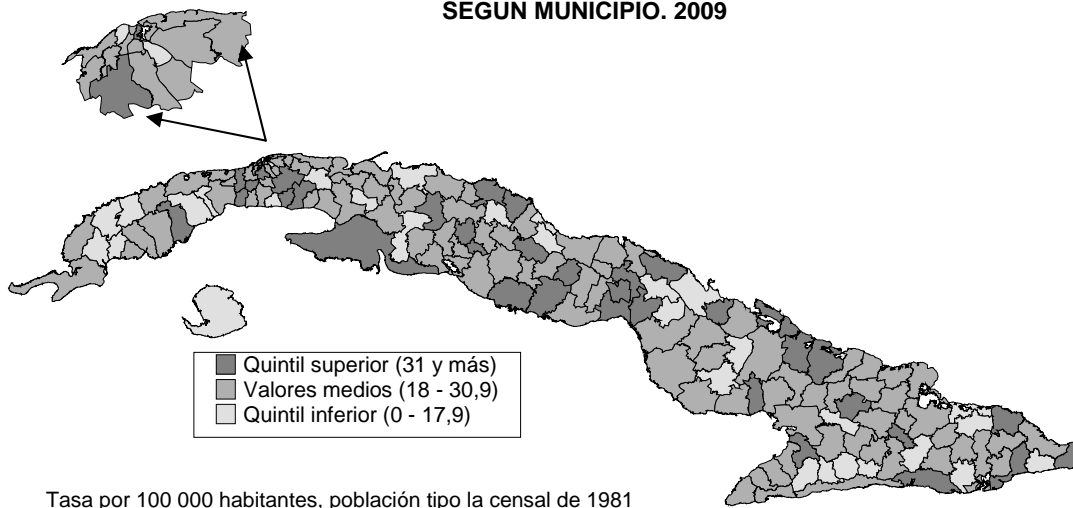 SEGUN MUNICIPIO. 2009
Quintil superior (31 y más)
Valores medios (18 - 30,9)
Quintil inferior (0 - 17,9)
Tasa por 100 000 habitantes, población tipo la censal de 1981